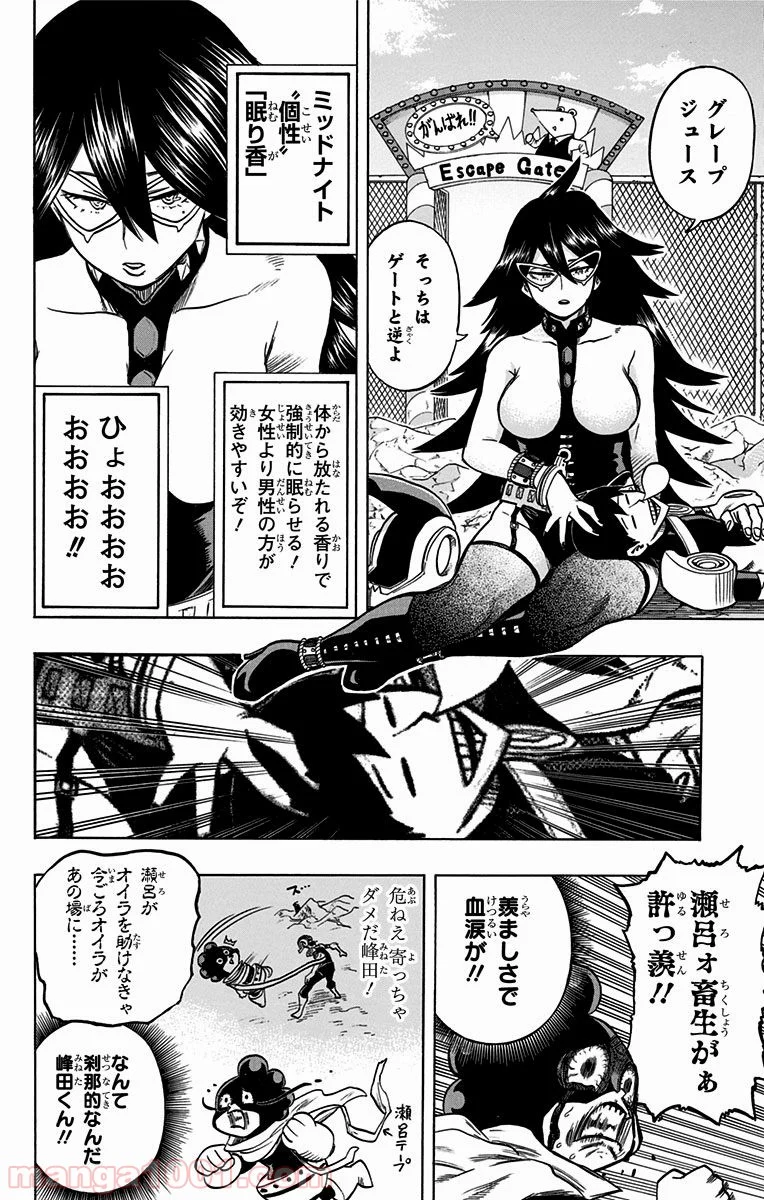 グレープ
ジュース
がんばれ!!
Escape Gate
そっちは
ゲートと逆よ
ミッドナイト
“個性”
「眠り香」
体から放たれる香りで
強制的に眠らせる!
女性より男性の方が
効きやすいぞ!
ひょおおおお
おおおお!!
瀬呂ォ畜生がぁ
許っ羨!!
羨ましさで
血涙が!!
危ねえ寄っちゃ
ダメだ峰田!
ズ
瀬呂テープ
瀬呂が
オイラを助けなきゃ
今ごろオイラが
あの場に……
なんて
刹那的なんだ
峰田くん!!
manga1001.com